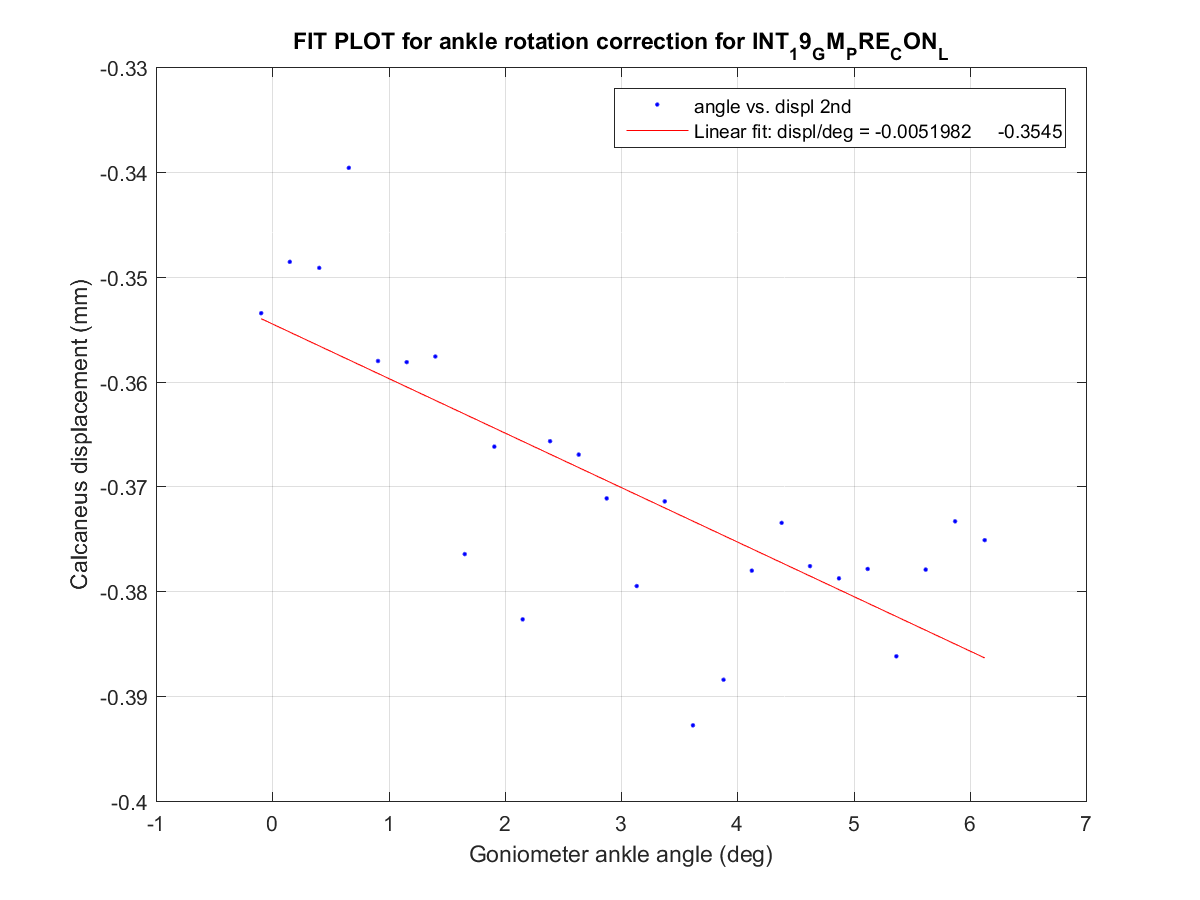 FIT PLOT for ankle rotation correction for INT₁9_GM_PRE_CON_L
angle vs. displ 2nd
Linear fit: displ/deg = -0.0051982 -0.3545
-0.33
-0.34
-0.35
-0.36
-0.37
-0.38
-0.39
-0.4
Calcaneus displacement (mm)
-1 0 1 2 3 4 5 6 7
Goniometer ankle angle (deg)